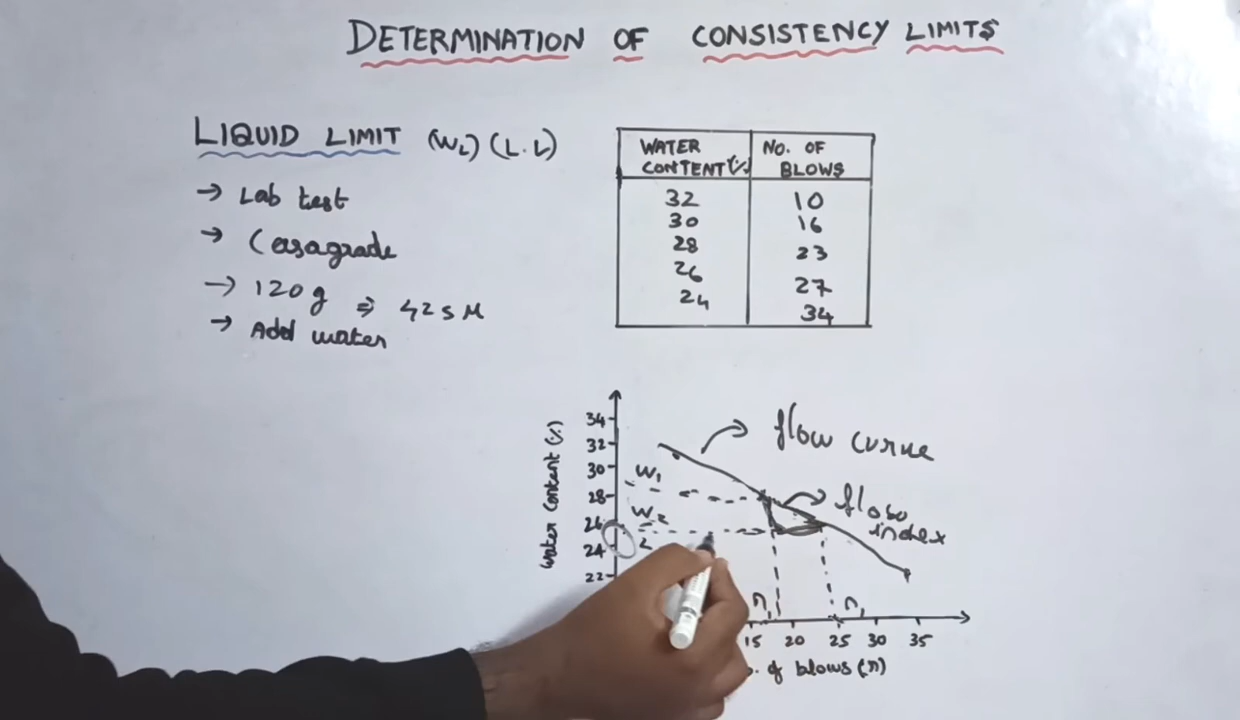 DETERMINATION OF CONSISTENCY LIMITS
LIQUID LIMIT (WL) (L.L)
→ Lab test
→ Casagrade
→ 120g ⇒ 425 M
→ Add water
WATER CONTENT(%) NO. OF BLOWS
32 10
30 16
28 23
26 27
24 34
Water Content (%)
34
32
30
28
26
24
22
flow curve
flow
index
W1
W2
n, n,
15 20 25 30 35
of blows (n)